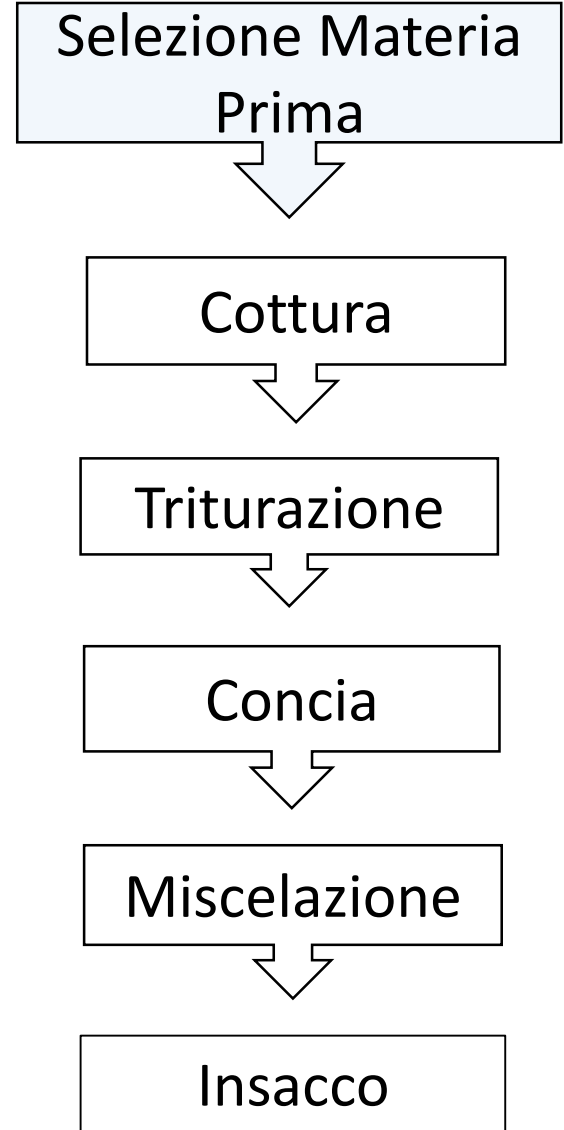 Selezione Materia
Prima
Cottura
Triturazione
Concia
Miscelazione
Insacco